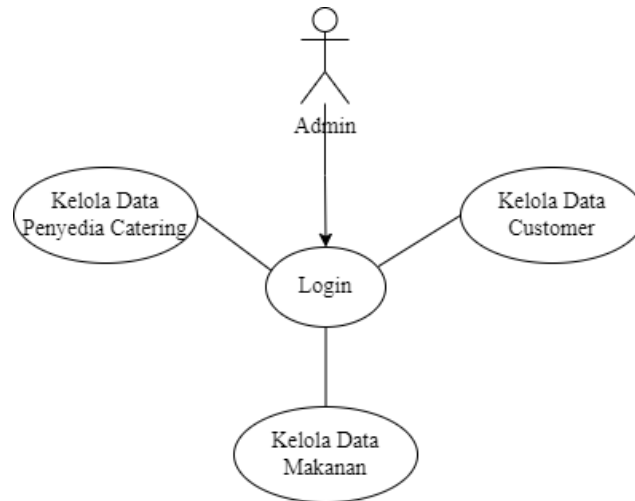 Admin
Kelola Data
Penyedia Catering
Kelola Data
Customer
Login
Kelola Data
Makanan